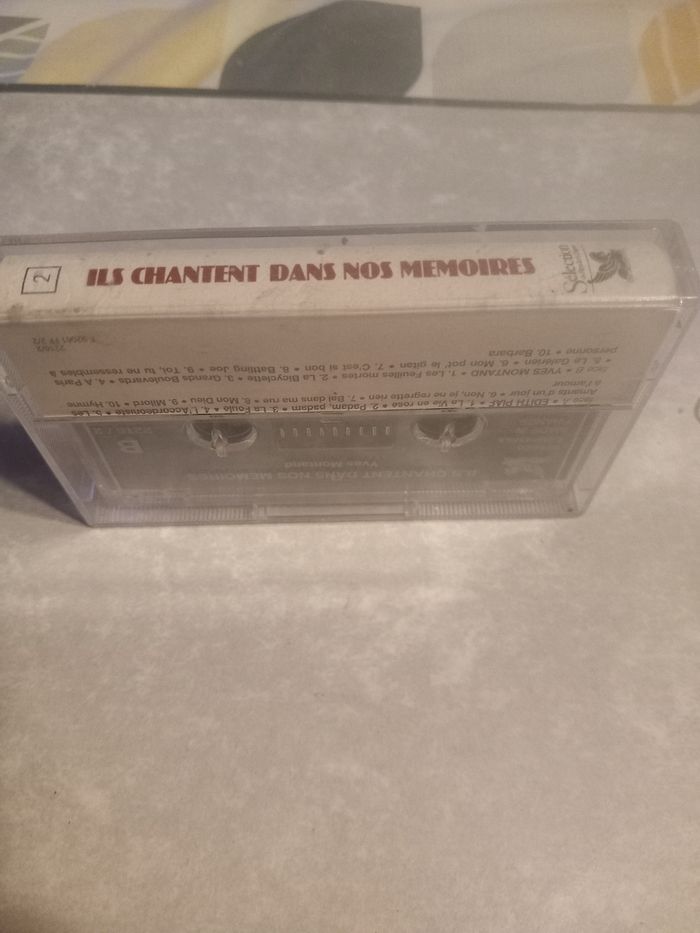 2
ILS CHANTENT DANS NOS MEMOIRES
Sélection
face A • EDITH PIAF • 1. La Vie en rose • 2. Padam, padam • 3. La Foule • 4. L'Accordéoniste • 5. Les
Amants d'un jour • 6. Non, je ne regrette rien • 7. Bal dans ma rue • 8. Mon Dieu • 9. Milord • 10. Hymne
à l'amour
face B • YVES MONTAND • 1. Les Feuilles mortes • 2. La Bicyclette • 3. Grands Boulevards • 4. A Paris
• 5. Le Galérien • 6. Mon pot' le gitan • 7. C'est si bon • 8. Battling Joe • 9. Toi, tu ne ressembles à
personne • 10. Barbara
ILS CHANTENT DANS NOS MEMOIRES
Yves Montand
B